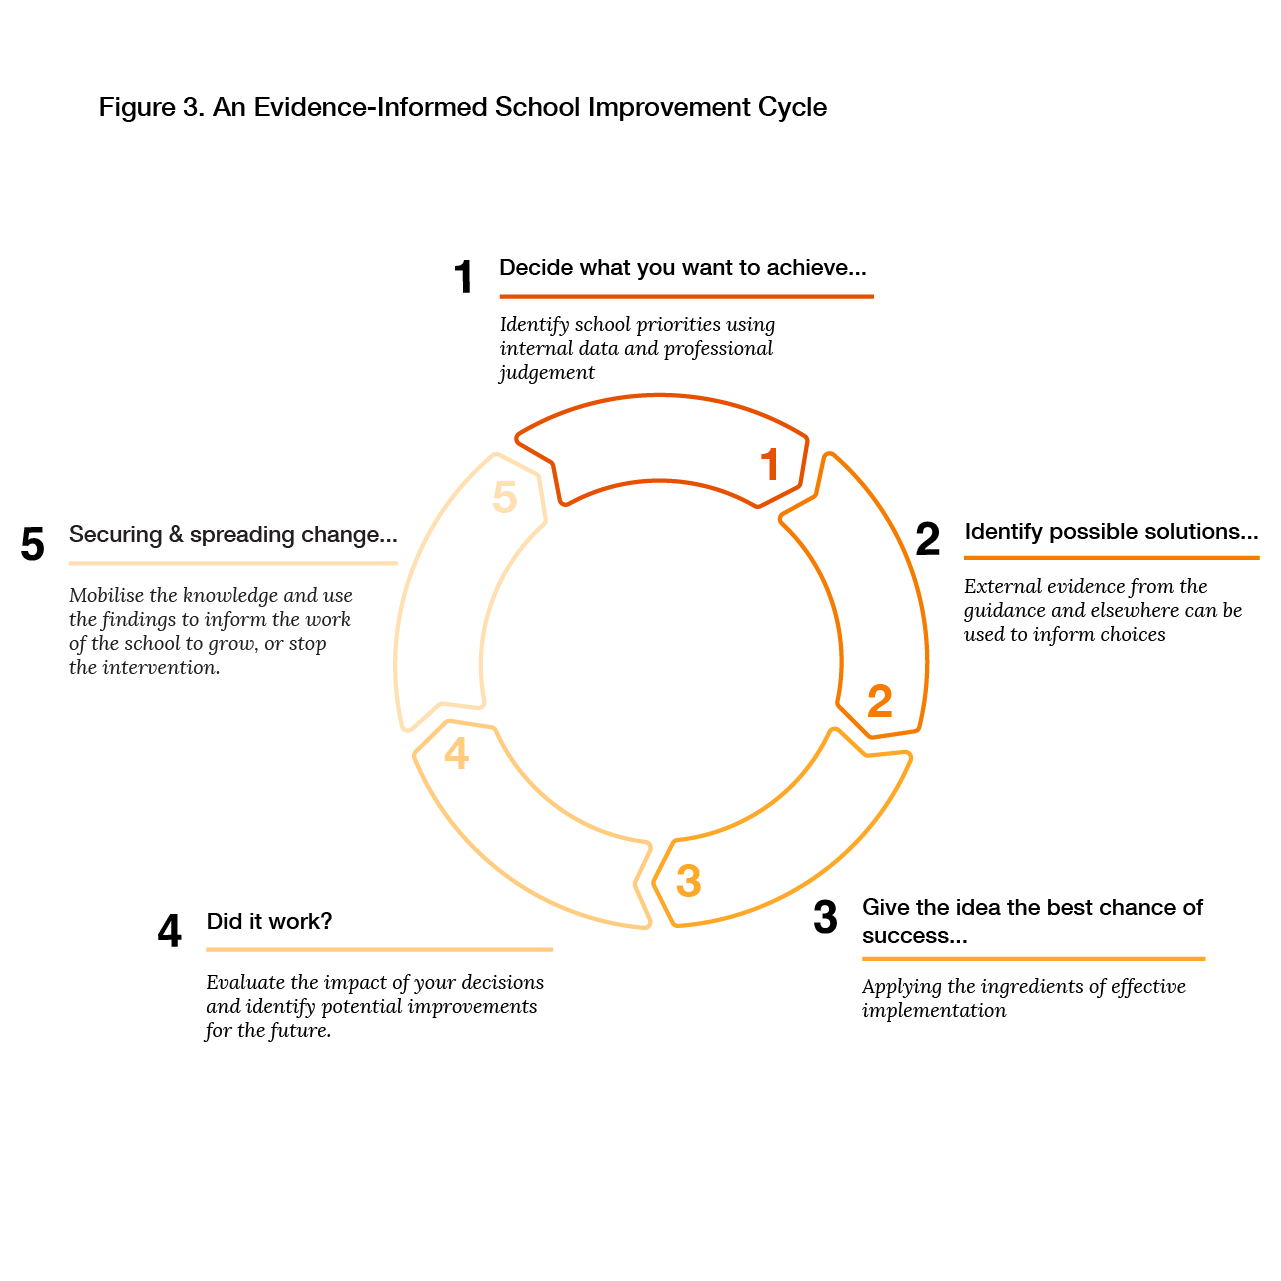 Figure 3. An Evidence-Informed School Improvement Cycle
1
Decide what you want to achieve...
Identify school priorities using
internal data and professional
judgement
1
2
Identify possible solutions...
External evidence from the
guidance and elsewhere can be
used to inform choices
2
3
Give the idea the best chance of
success...
Applying the ingredients of effective
implementation
3
4
Did it work?
Evaluate the impact of your decisions
and identify potential improvements
for the future.
4
5
Securing & spreading change...
Mobilise the knowledge and use
the findings to inform the work
of the school to grow, or stop
the intervention.
5